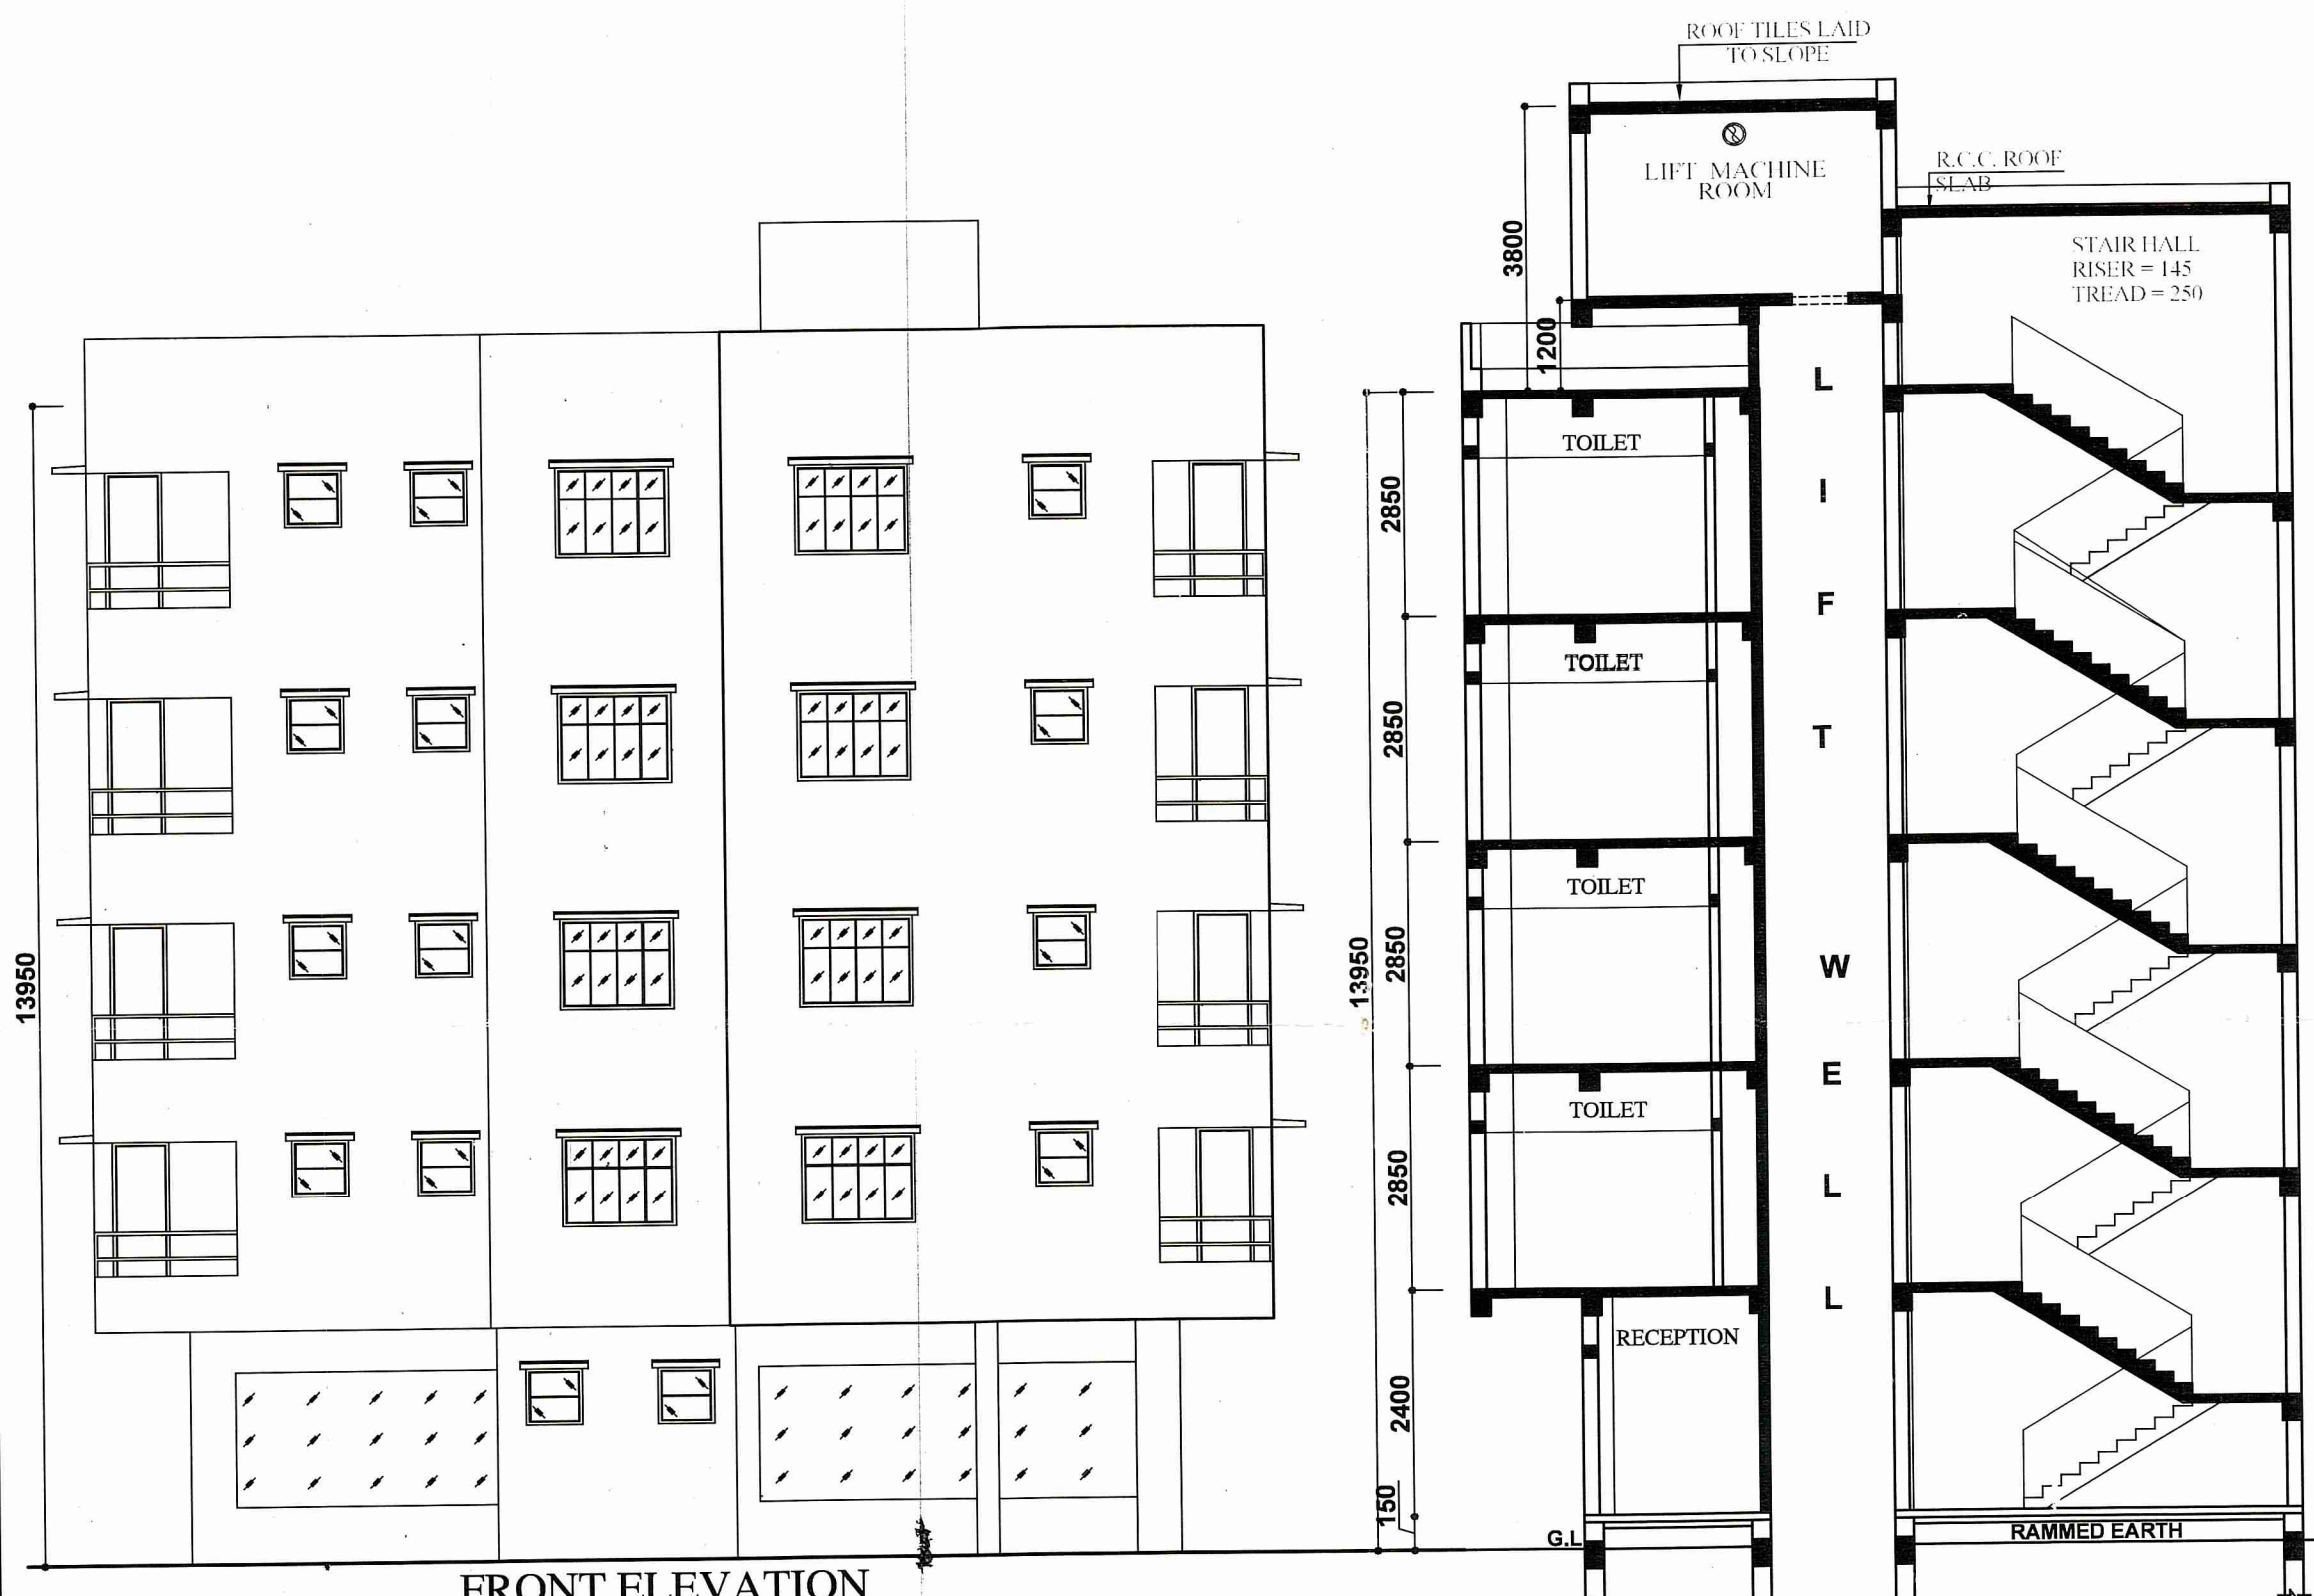 ROOF TILES LAID
TO SLOPE
LIFT MACHINE
ROOM
R.C.C. ROOF
SLAB
STAIR HALL
RISER = 145
TREAD = 250
3800
1200
L
I
F
T
W
E
L
L
TOILET
TOILET
TOILET
TOILET
RECEPTION
2850
2850
2850
2850
2400
150
13950
13950
G.L
RAMMED EARTH
FRONT ELEVATION